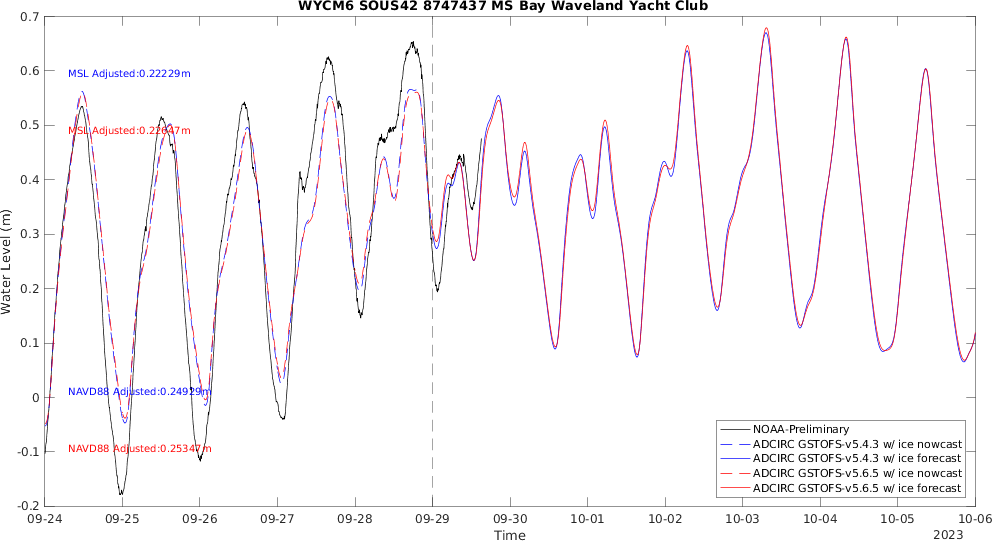 WYCM6 SOUS42 8747437 MS Bay Waveland Yacht Club
0.7
0.6
0.5
0.4
0.3
0.2
0.1
0
-0.1
-0.2
Water Level (m)
MSL Adjusted:0.22229m
MSL Adjusted:0.22647m
NAVD88 Adjusted:0.24929m
NAVD88 Adjusted:0.25347m
NOAA-Preliminary
ADCIRC GSTOFS-v5.4.3 w/ ice nowcast
ADCIRC GSTOFS-v5.4.3 w/ ice forecast
ADCIRC GSTOFS-v5.6.5 w/ ice nowcast
ADCIRC GSTOFS-v5.6.5 w/ ice forecast
09-24 09-25 09-26 09-27 09-28 09-29 09-30 10-01 10-02 10-03 10-04 10-05 10-06
Time
2023